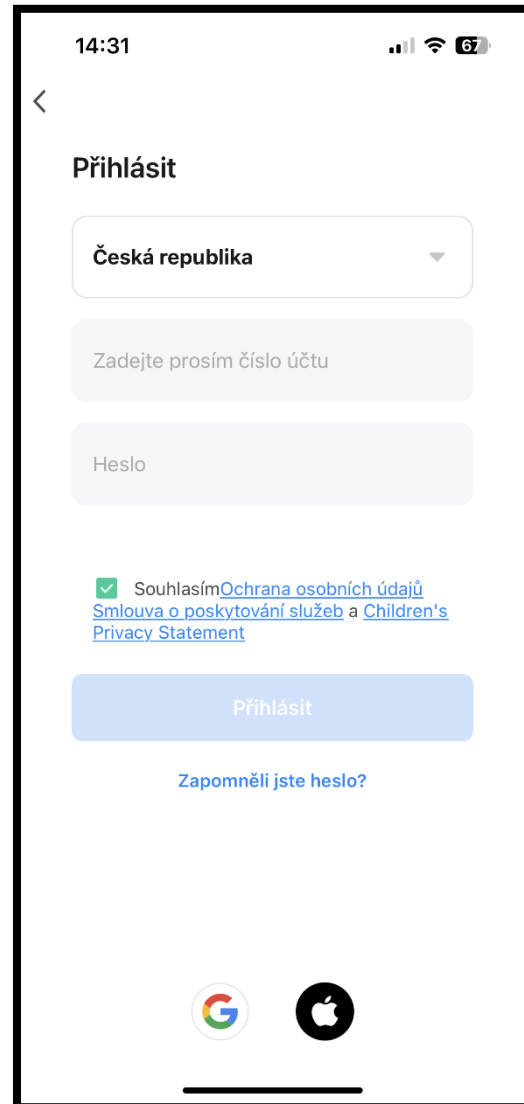 14:31
67
Přihlásit
Česká republika
Zadejte prosím číslo účtu
Heslo
SouhlasímOchrana osobních údajů
Smlouva o poskytování služeb a Children's
Privacy Statement
Přihlásit
Zapomněli jste heslo?